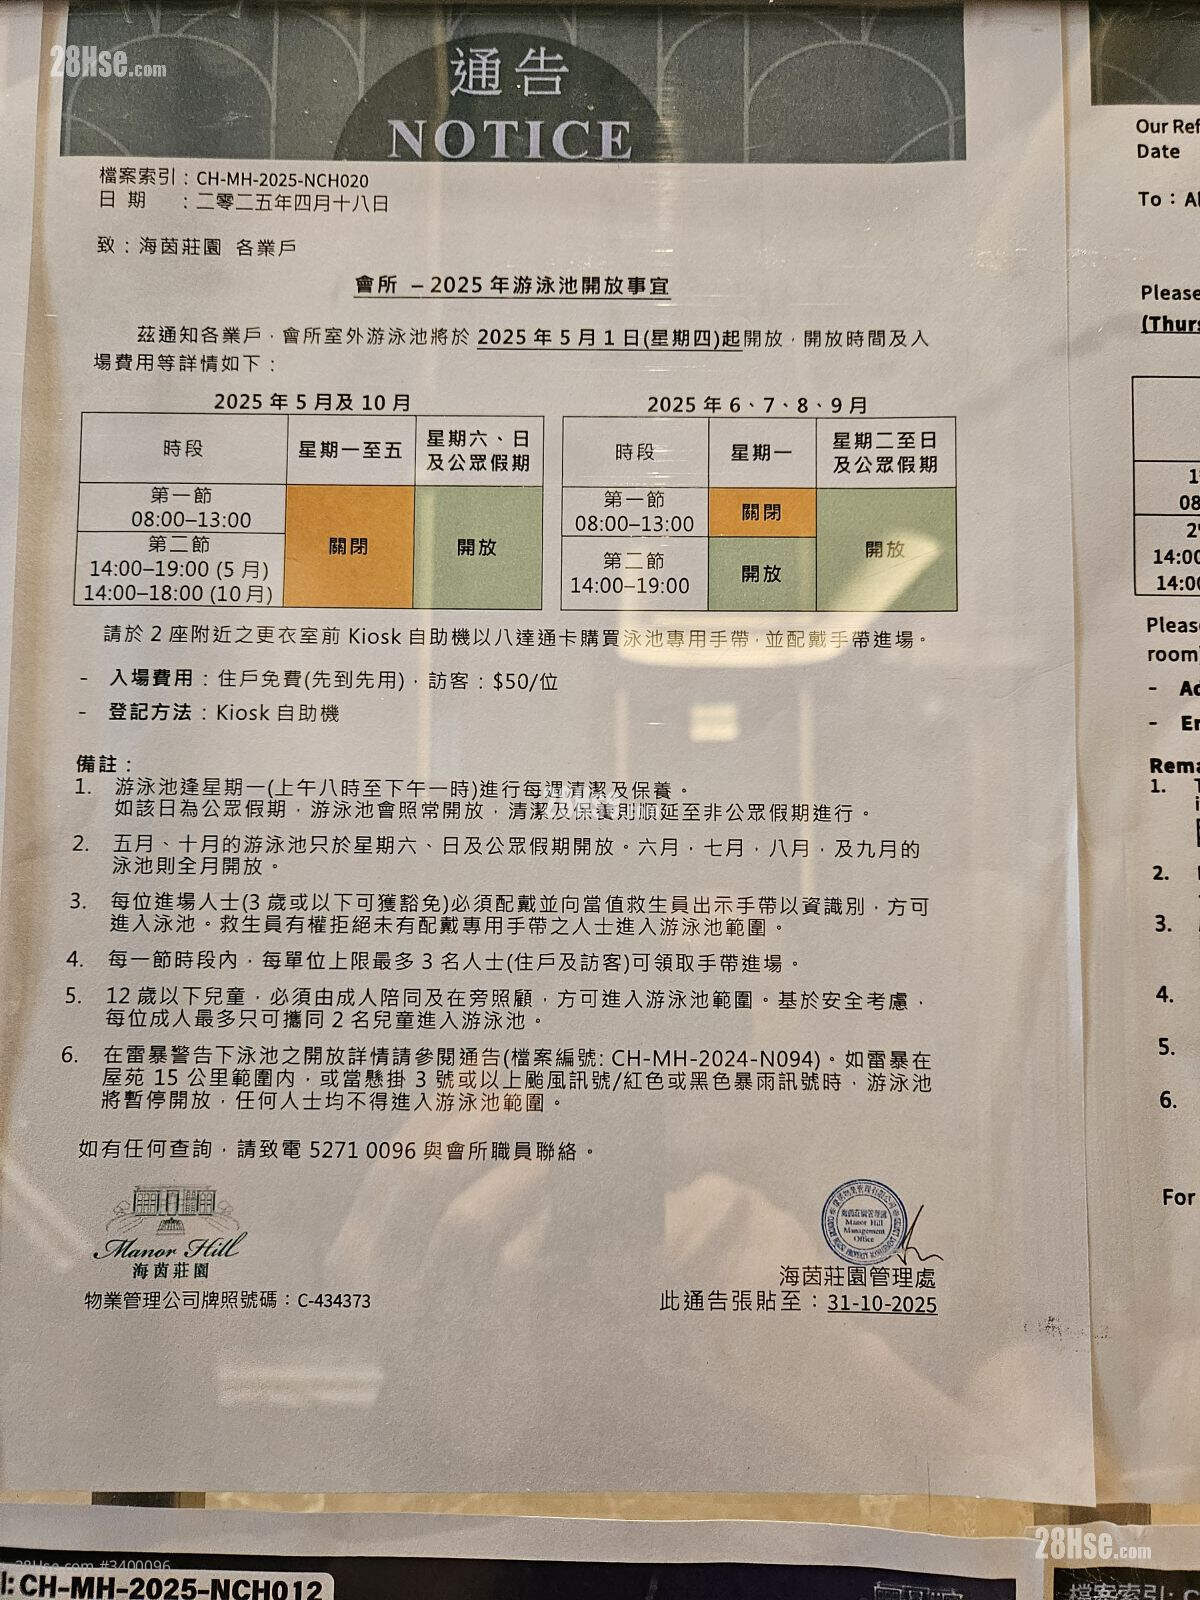 28Hse.com
通告
NOTICE
檔案索引：CH-MH-2025-NCH020
日 期 ：二零二五年四月十八日
致：海茵莊園 各業戶
會所 – 2025 年游泳池開放事宜
茲通知各業戶，會所室外游泳池將於 2025 年 5 月 1 日(星期四)起開放，開放時間及入
場費用等詳情如下：
2025 年 5 月及 10 月
時段 星期一至五 星期六、日及公眾假期
第一節
08:00–13:00
第二節
14:00–19:00 (5 月)
14:00–18:00 (10 月)
關閉 開放
2025 年 6、7、8、9 月
時段 星期一 星期二至日及公眾假期
第一節
08:00–13:00
關閉
第二節
14:00–19:00
開放
開放
請於 2 座附近之更衣室前 Kiosk 自助機以八達通卡購買泳池專用手帶，並配戴手帶進場。
- 入場費用：住戶免費(先到先用)，訪客：$50/位
- 登記方法：Kiosk 自助機
備註：
1. 游泳池逢星期一(上午八時至下午一時)進行每週清潔及保養。
如該日為公眾假期，游泳池會照常開放，清潔及保養則順延至非公眾假期進行。
2. 五月、十月的游泳池只於星期六、日及公眾假期開放。六月，七月，八月，及九月的
泳池則全月開放。
3. 每位進場人士(3 歲或以下可獲豁免)必須配戴並向當值救生員出示手帶以資識別，方可
進入泳池。救生員有權拒絕未有配戴專用手帶之人士進入游泳池範圍。
4. 每一節時段內，每單位上限最多 3 名人士(住戶及訪客)可領取手帶進場。
5. 12 歲以下兒童，必須由成人陪同及在旁照顧，方可進入游泳池範圍。基於安全考慮，
每位成人最多只可攜同 2 名兒童進入游泳池。
6. 在雷暴警告下泳池之開放詳情請參閱通告(檔案編號: CH-MH-2024-N094)。如雷暴在
屋苑 15 公里範圍內，或當懸掛 3 號或以上颱風訊號/紅色或黑色暴雨訊號時，游泳池
將暫停開放，任何人士均不得進入游泳池範圍。
如有任何查詢，請致電 5271 0096 與會所職員聯絡。
Manor Hill
海茵莊園
物業管理公司牌照號碼：C-434373
Manor Hill
Management
Office
海茵莊園管理處
此通告張貼至：31-10-2025
Our Ref
Date
To：
Please
(Thurs
08
14:00
14:00
Please
room
-
-
Rema
1.
2.
3.
4.
5.
6.
For
28Hse.com #3400096
CH-MH-2025-NCH012
28Hse.com
檔案索引: